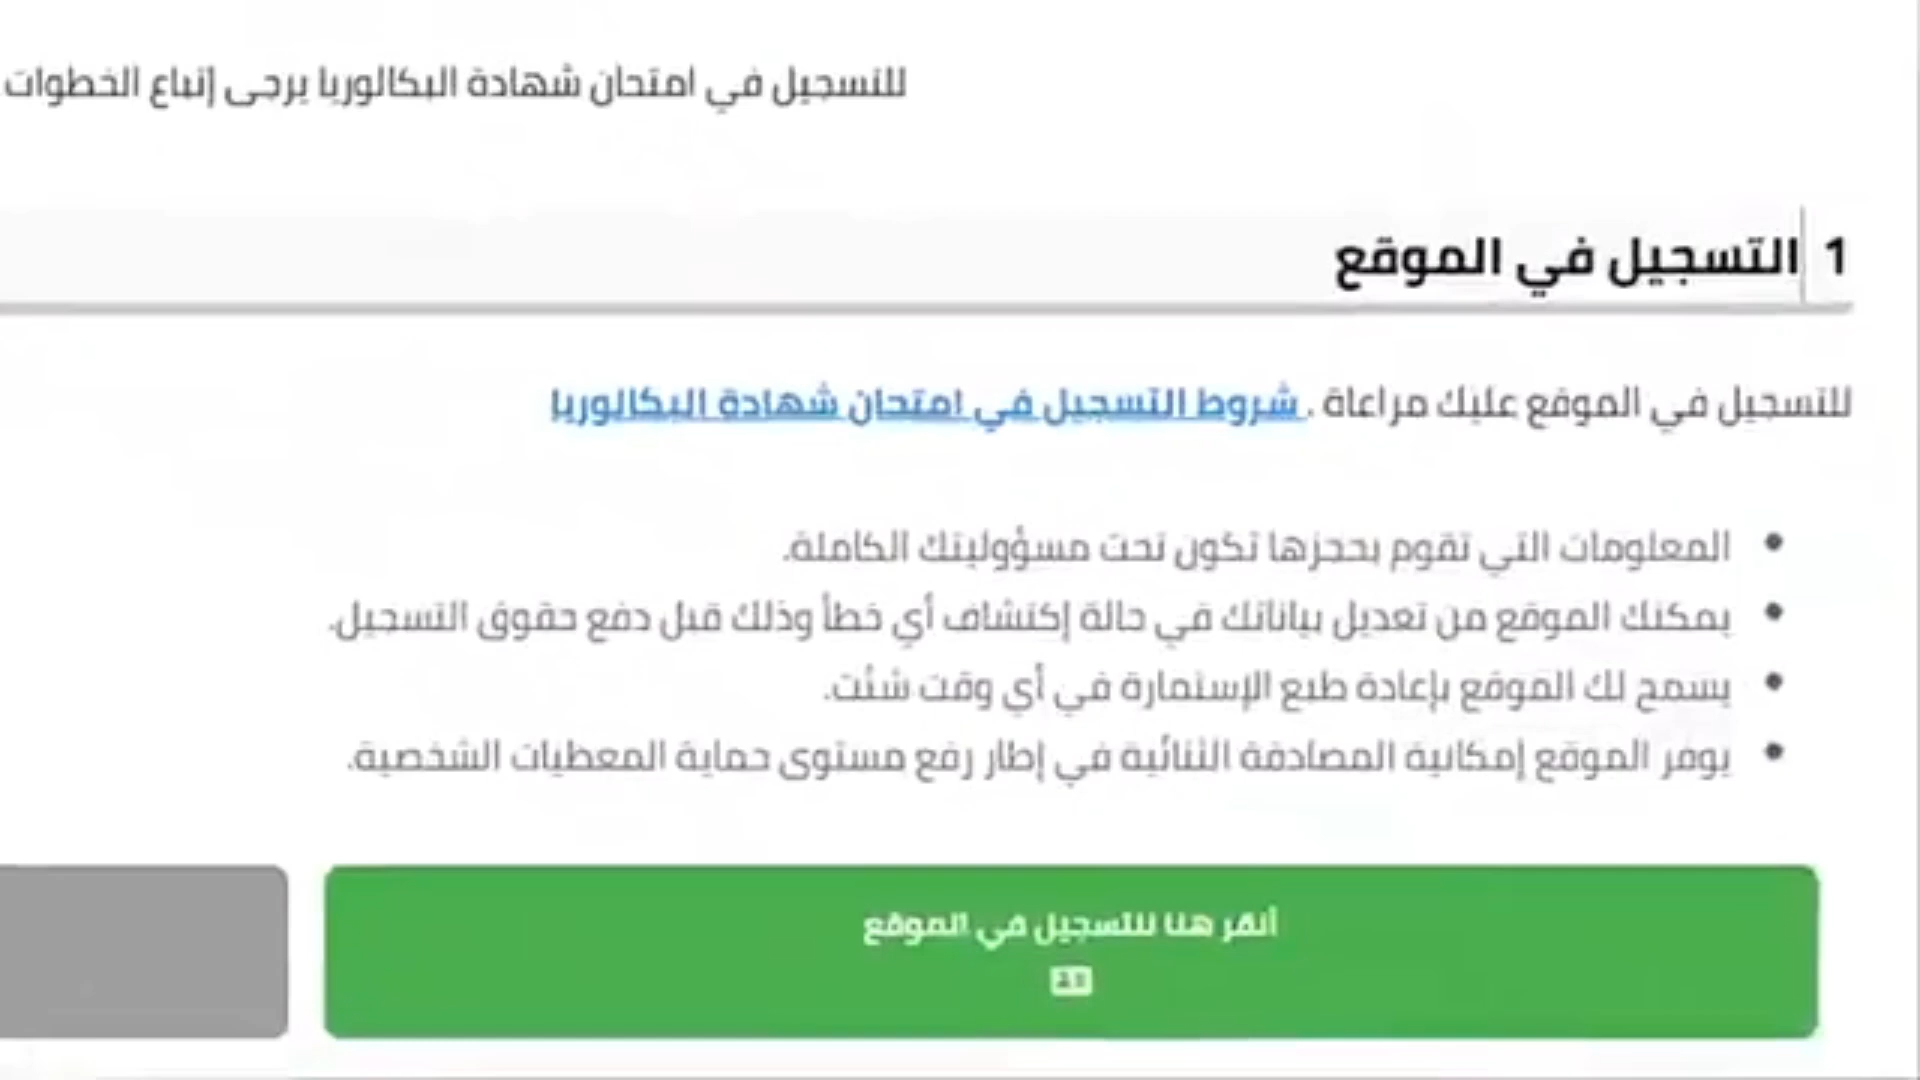 للتسجيل في امتحان شهادة البكالوريا يرجى إتباع الخطوات
1 التسجيل في الموقع
للتسجيل في الموقع عليك مراعاة . شروط التسجيل في امتحان شهادة البكالوريا
المعلومات التي تقوم بحجزها تكون تحت مسؤوليتك الكاملة.
يمكنك الموقع من تعديل بياناتك في حالة إكتشاف أي خطأ وذلك قبل دفع حقوق التسجيل.
يسمح لك الموقع بإعادة طبع الإستمارة في أي وقت شئت.
يوفر الموقع إمكانية المصادقة الثنائية في إطار رفع مستوى حماية المعطيات الشخصية.
أنقر هنا للتسجيل في الموقع